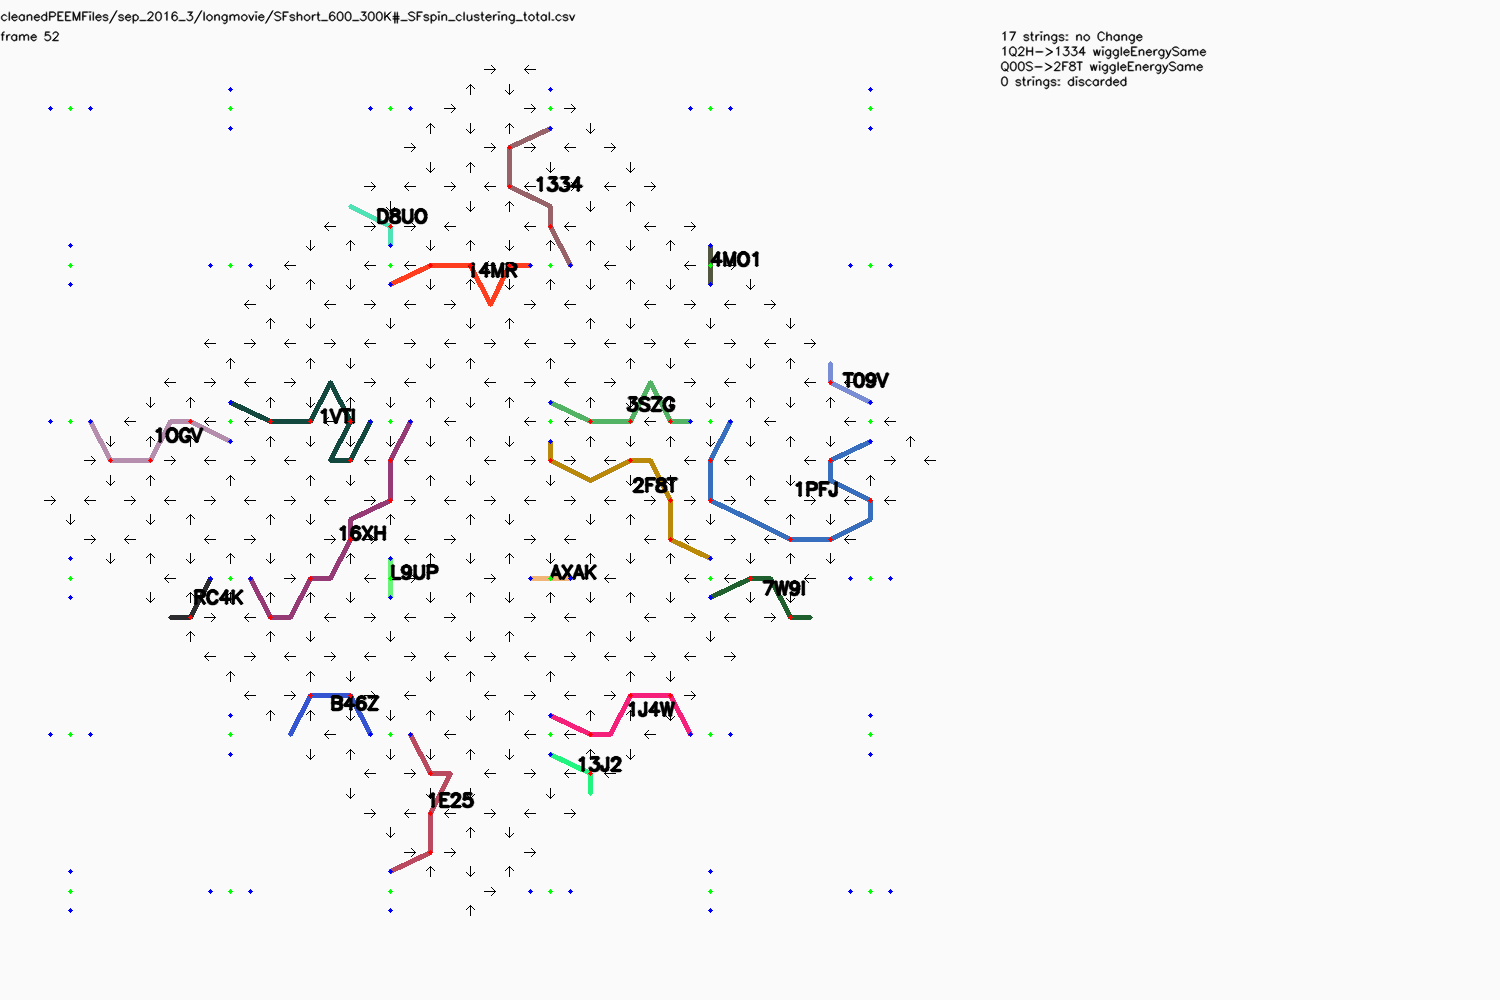 cleanedPEEMFiles/sep_2016_3/longmovie/SFshort_600_300K#_SFspin_clustering_total.csv
frame 52
17 strings: no Change
1Q2H->1334 wiggleEnergySame
Q00S->2F8T wiggleEnergySame
0 strings: discarded
1334
D8U0
4MO1
14MR
T09V
3SZG
1VTI
1OGV
2F8T
1PFJ
16XH
L9UP
AXAK
7W9I
RC4K
B46Z
1J4W
13J2
1E25